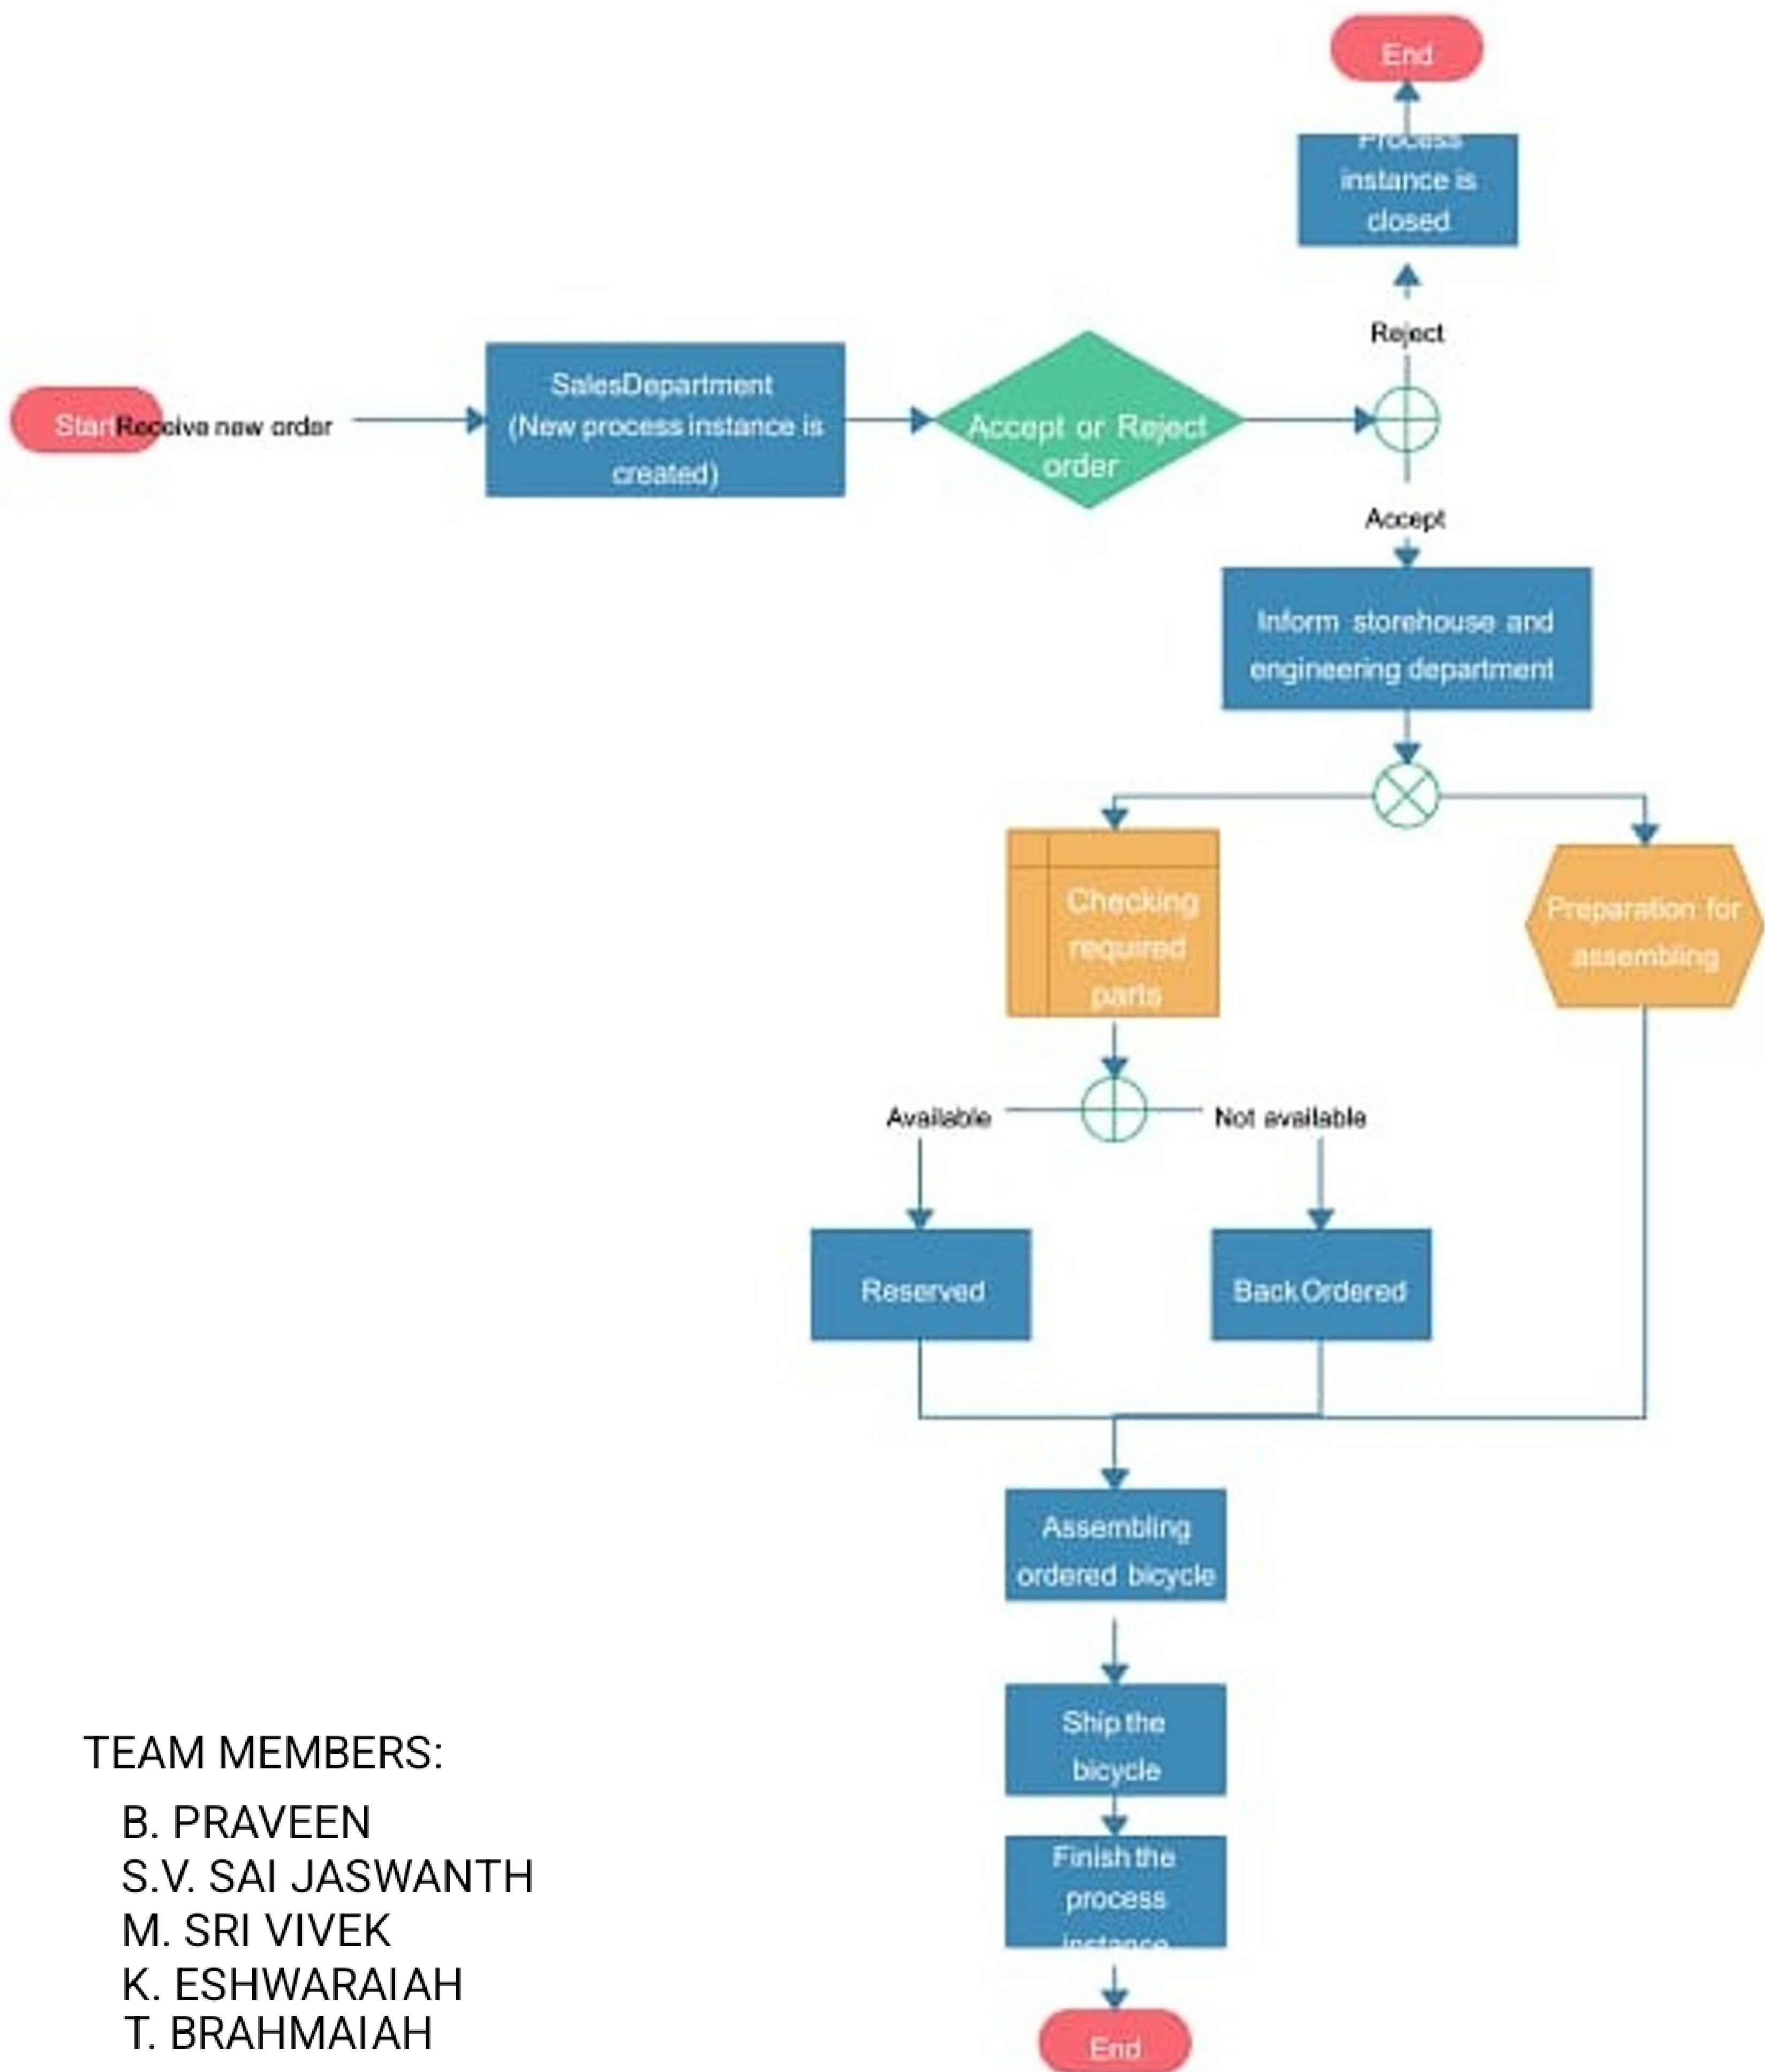 End
Process
instance is
closed
Reject
Start Receive new order
SalesDepartment
(New process instance is
created)
Accept or Reject
order
Accept
Inform storehouse and
engineering department
Checking
required
parts
Preparation for
assembling
Available
Not available
Reserved
Back Ordered
Assembling
ordered bicycle
Ship the
bicycle
Finish the
process
instance
End
TEAM MEMBERS:
B. PRAVEEN
S.V. SAI JASWANTH
M. SRI VIVEK
K. ESHWARAIAH
T. BRAHMAIAH